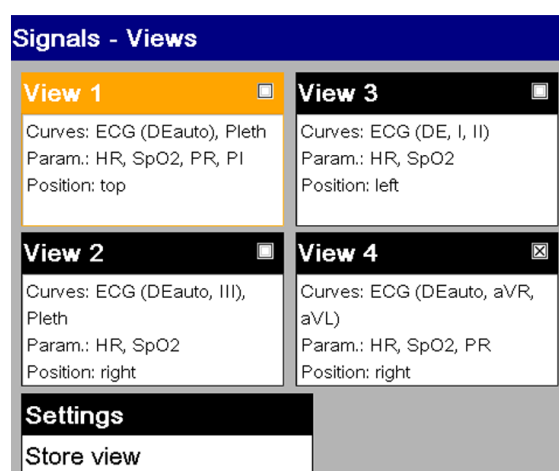 Signals - Views
View 1
Curves: ECG (DEauto), Pleth
Param.: HR, SpO2, PR, PI
Position: top
View 3
Curves: ECG (DE, I, II)
Param.: HR, SpO2
Position: left
View 2
Curves: ECG (DEauto, III),
Pleth
Param.: HR, SpO2
Position: right
View 4
Curves: ECG (DEauto, aVR,
aVL)
Param.: HR, SpO2, PR
Position: right
Settings
Store view